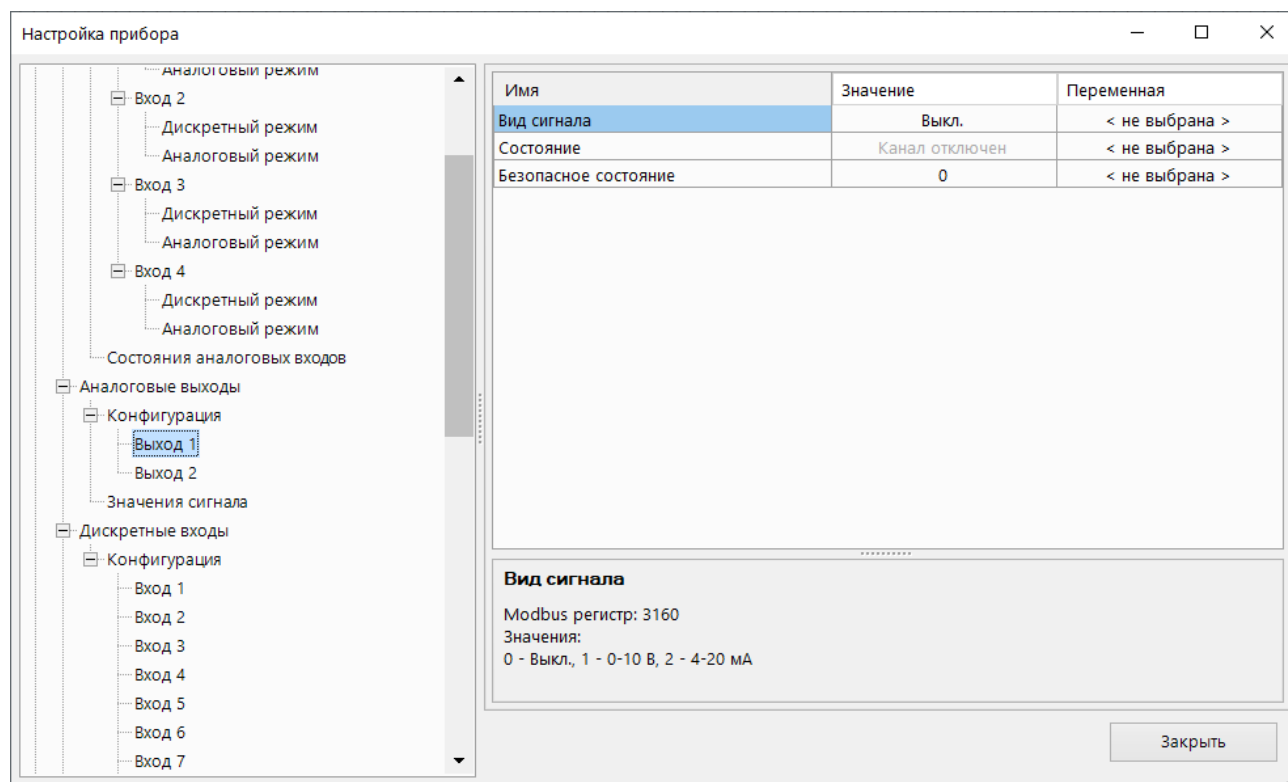 Настройка прибора
Аналоговый режим
Вход 2
Дискретный режим
Аналоговый режим
Вход 3
Дискретный режим
Аналоговый режим
Вход 4
Дискретный режим
Аналоговый режим
Состояния аналоговых входов
Аналоговые выходы
Конфигурация
Выход 1
Выход 2
Значения сигнала
Дискретные входы
Конфигурация
Вход 1
Вход 2
Вход 3
Вход 4
Вход 5
Вход 6
Вход 7
Имя Значение Переменная
Вид сигнала Выкл. < не выбрана >
Состояние Канал отключен < не выбрана >
Безопасное состояние 0 < не выбрана >
Вид сигнала
Modbus регистр: 3160
Значения:
0 - Выкл., 1 - 0-10 В, 2 - 4-20 мА
Закрыть